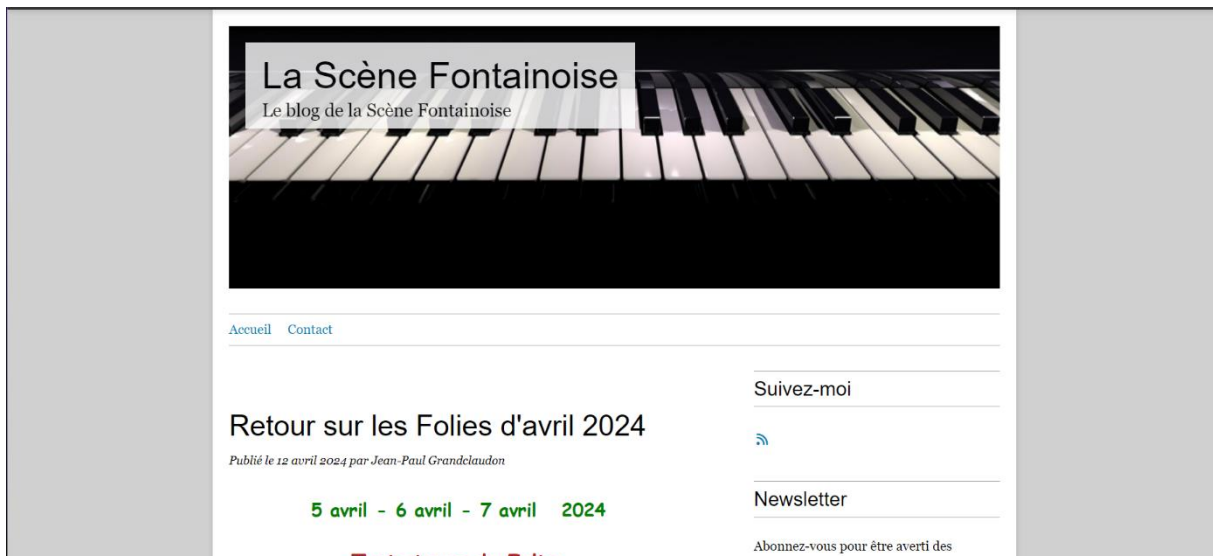 La Scène Fontainoise
Le blog de la Scène Fontainoise
Accueil Contact
Retour sur les Folies d'avril 2024
Publié le 12 avril 2024 par Jean-Paul Grandclaudon
5 avril - 6 avril - 7 avril 2024
Suivez-moi
Newsletter
Abonnez-vous pour être averti des